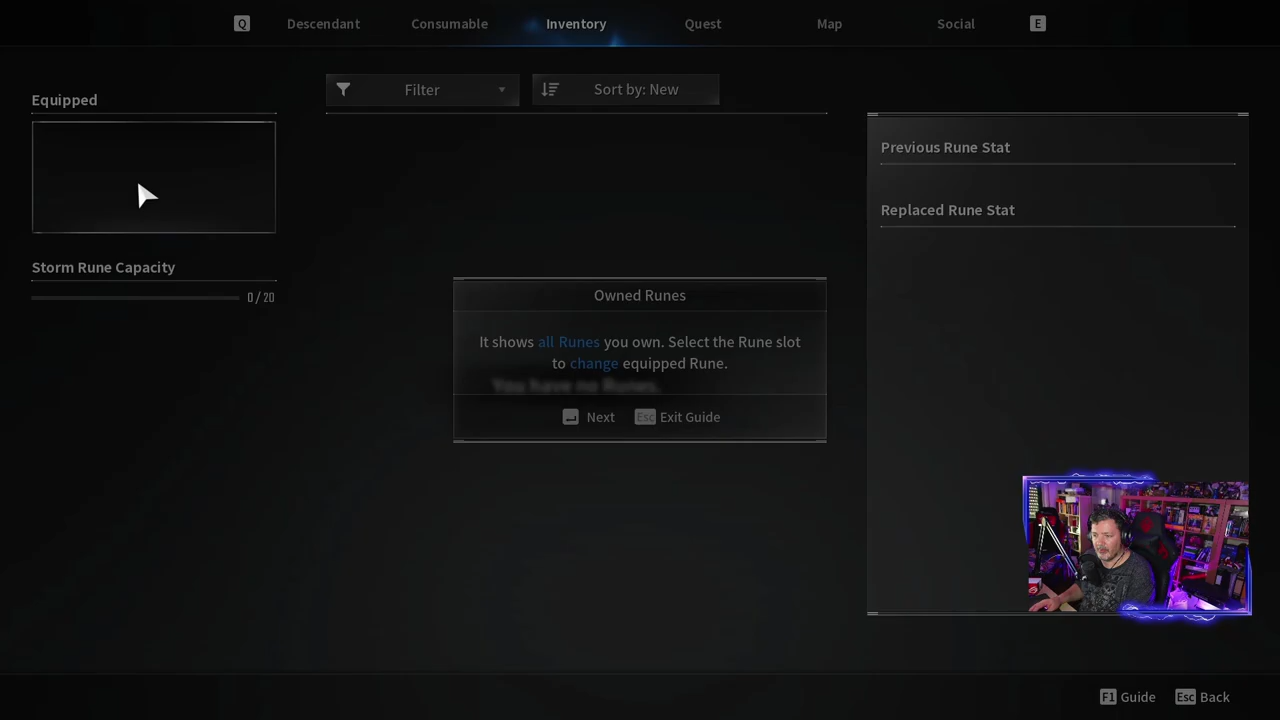 Q Descendant Consumable Inventory Quest Map Social E
Equipped
Filter
Sort by: New
Previous Rune Stat
Replaced Rune Stat
Storm Rune Capacity
0 / 20
Owned Runes
It shows all Runes you own. Select the Rune slot
to change equipped Rune.
You have no Runes.
Next Esc Exit Guide
F1 Guide Esc Back